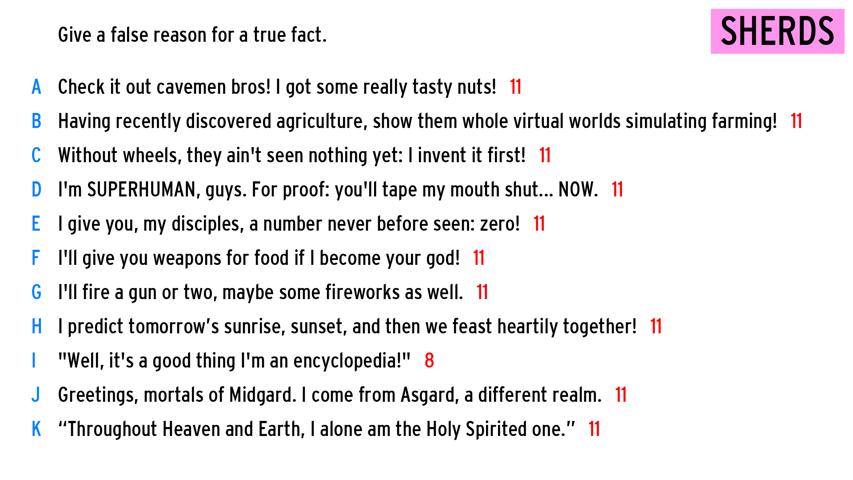 SHERDS
Give a false reason for a true fact.
A Check it out cavemen bros! I got some really tasty nuts! 11
B Having recently discovered agriculture, show them whole virtual worlds simulating farming! 11
C Without wheels, they ain't seen nothing yet: I invent it first! 11
D I'm SUPERHUMAN, guys. For proof: you'll tape my mouth shut... NOW. 11
E I give you, my disciples, a number never before seen: zero! 11
F I'll give you weapons for food if I become your god! 11
G I'll fire a gun or two, maybe some fireworks as well. 11
H I predict tomorrow’s sunrise, sunset, and then we feast heartily together! 11
I "Well, it's a good thing I'm an encyclopedia!" 8
J Greetings, mortals of Midgard. I come from Asgard, a different realm. 11
K “Throughout Heaven and Earth, I alone am the Holy Spirited one.” 11